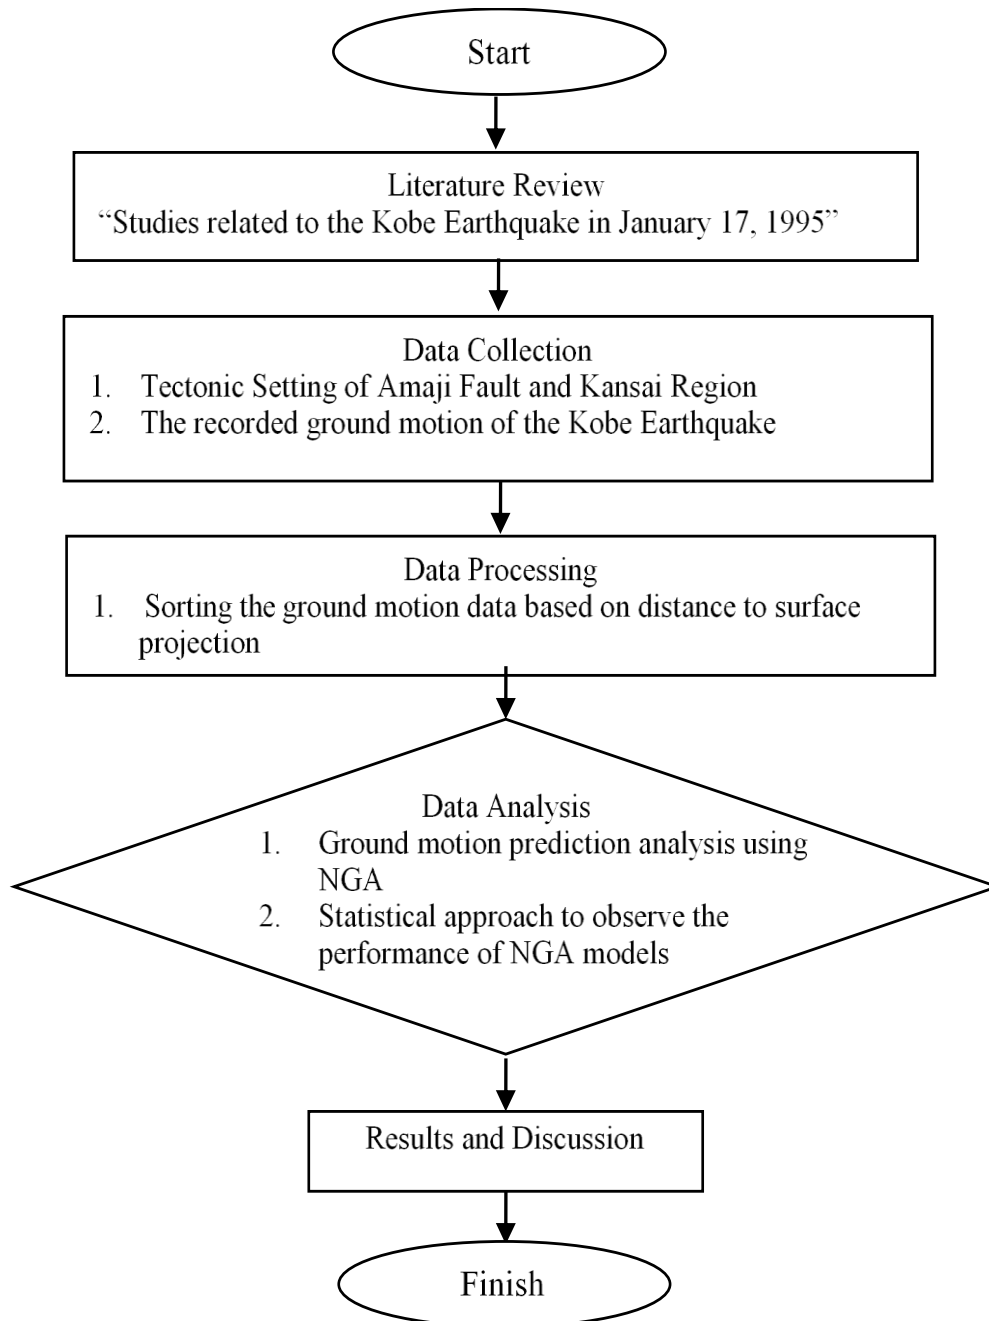 Start
Literature Review
“Studies related to the Kobe Earthquake in January 17, 1995”
Data Collection
1. Tectonic Setting of Amaji Fault and Kansai Region
2. The recorded ground motion of the Kobe Earthquake
Data Processing
1. Sorting the ground motion data based on distance to surface
projection
Data Analysis
1. Ground motion prediction analysis using
NGA
2. Statistical approach to observe the
performance of NGA models
Results and Discussion
Finish